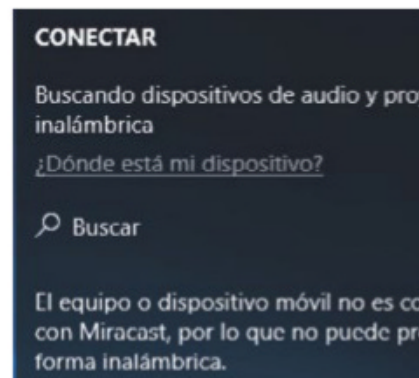 CONECTAR
Buscando dispositivos de audio y pro
inalámbrica
¿Dónde está mi dispositivo?
Buscar
El equipo o dispositivo móvil no es co
con Miracast, por lo que no puede pr
forma inalámbrica.